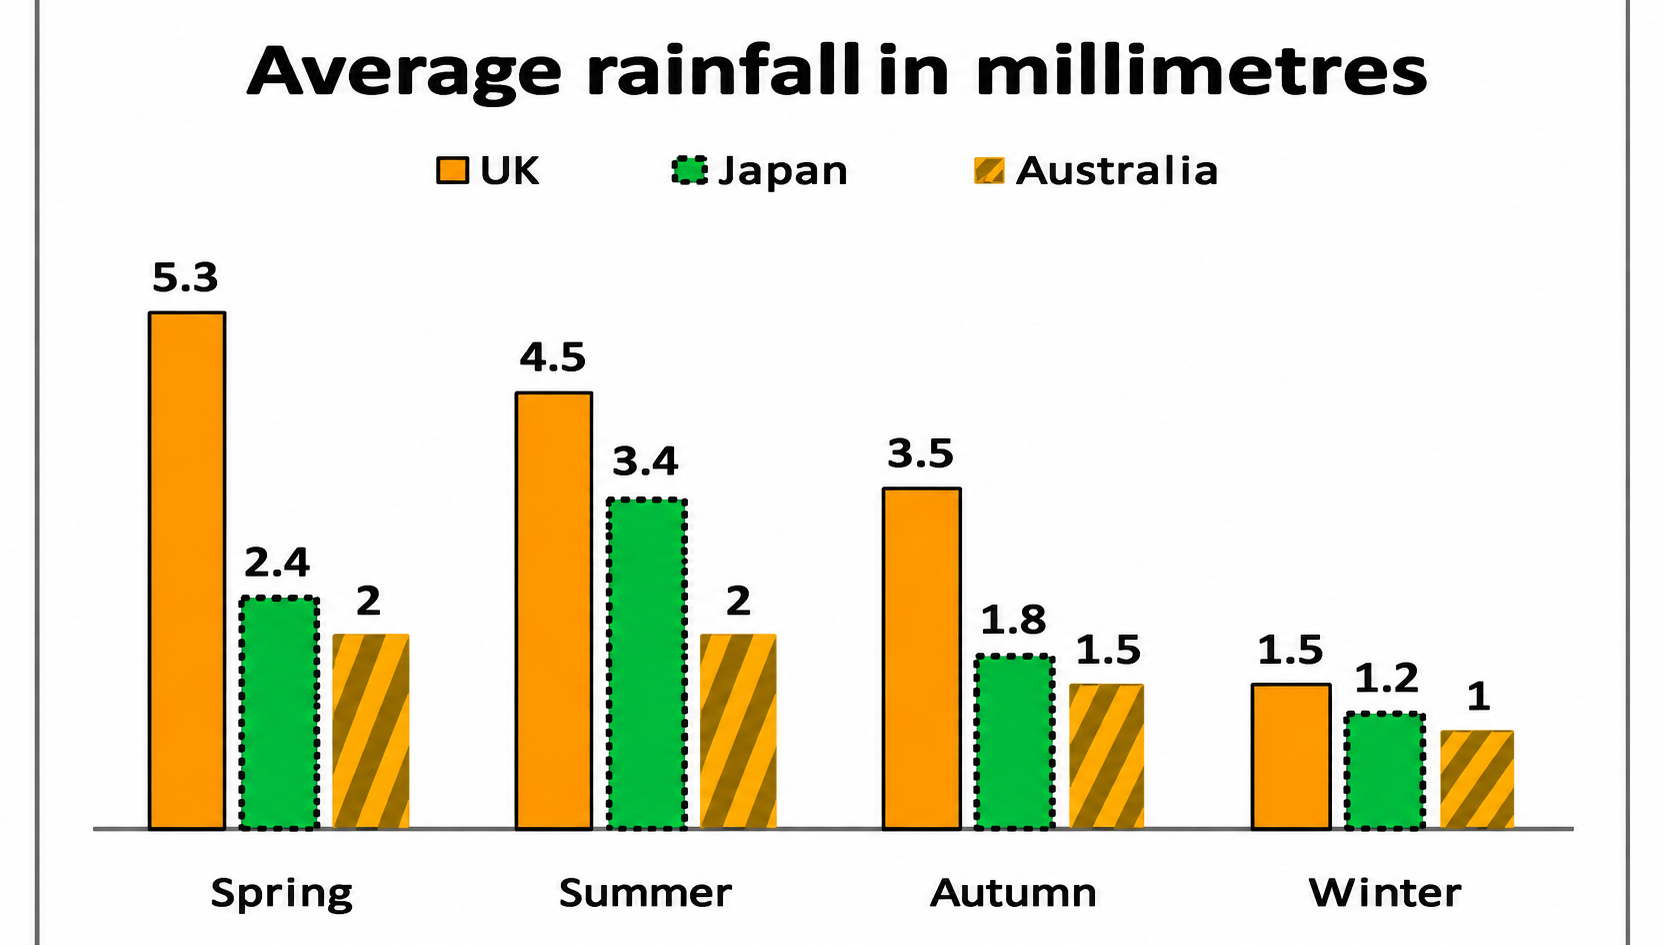 Average rainfall in millimetres
UK Japan Australia
5.3 2.4 2 4.5 3.4 2 3.5 1.8 1.5 1.5 1.2 1
Spring Summer Autumn Winter